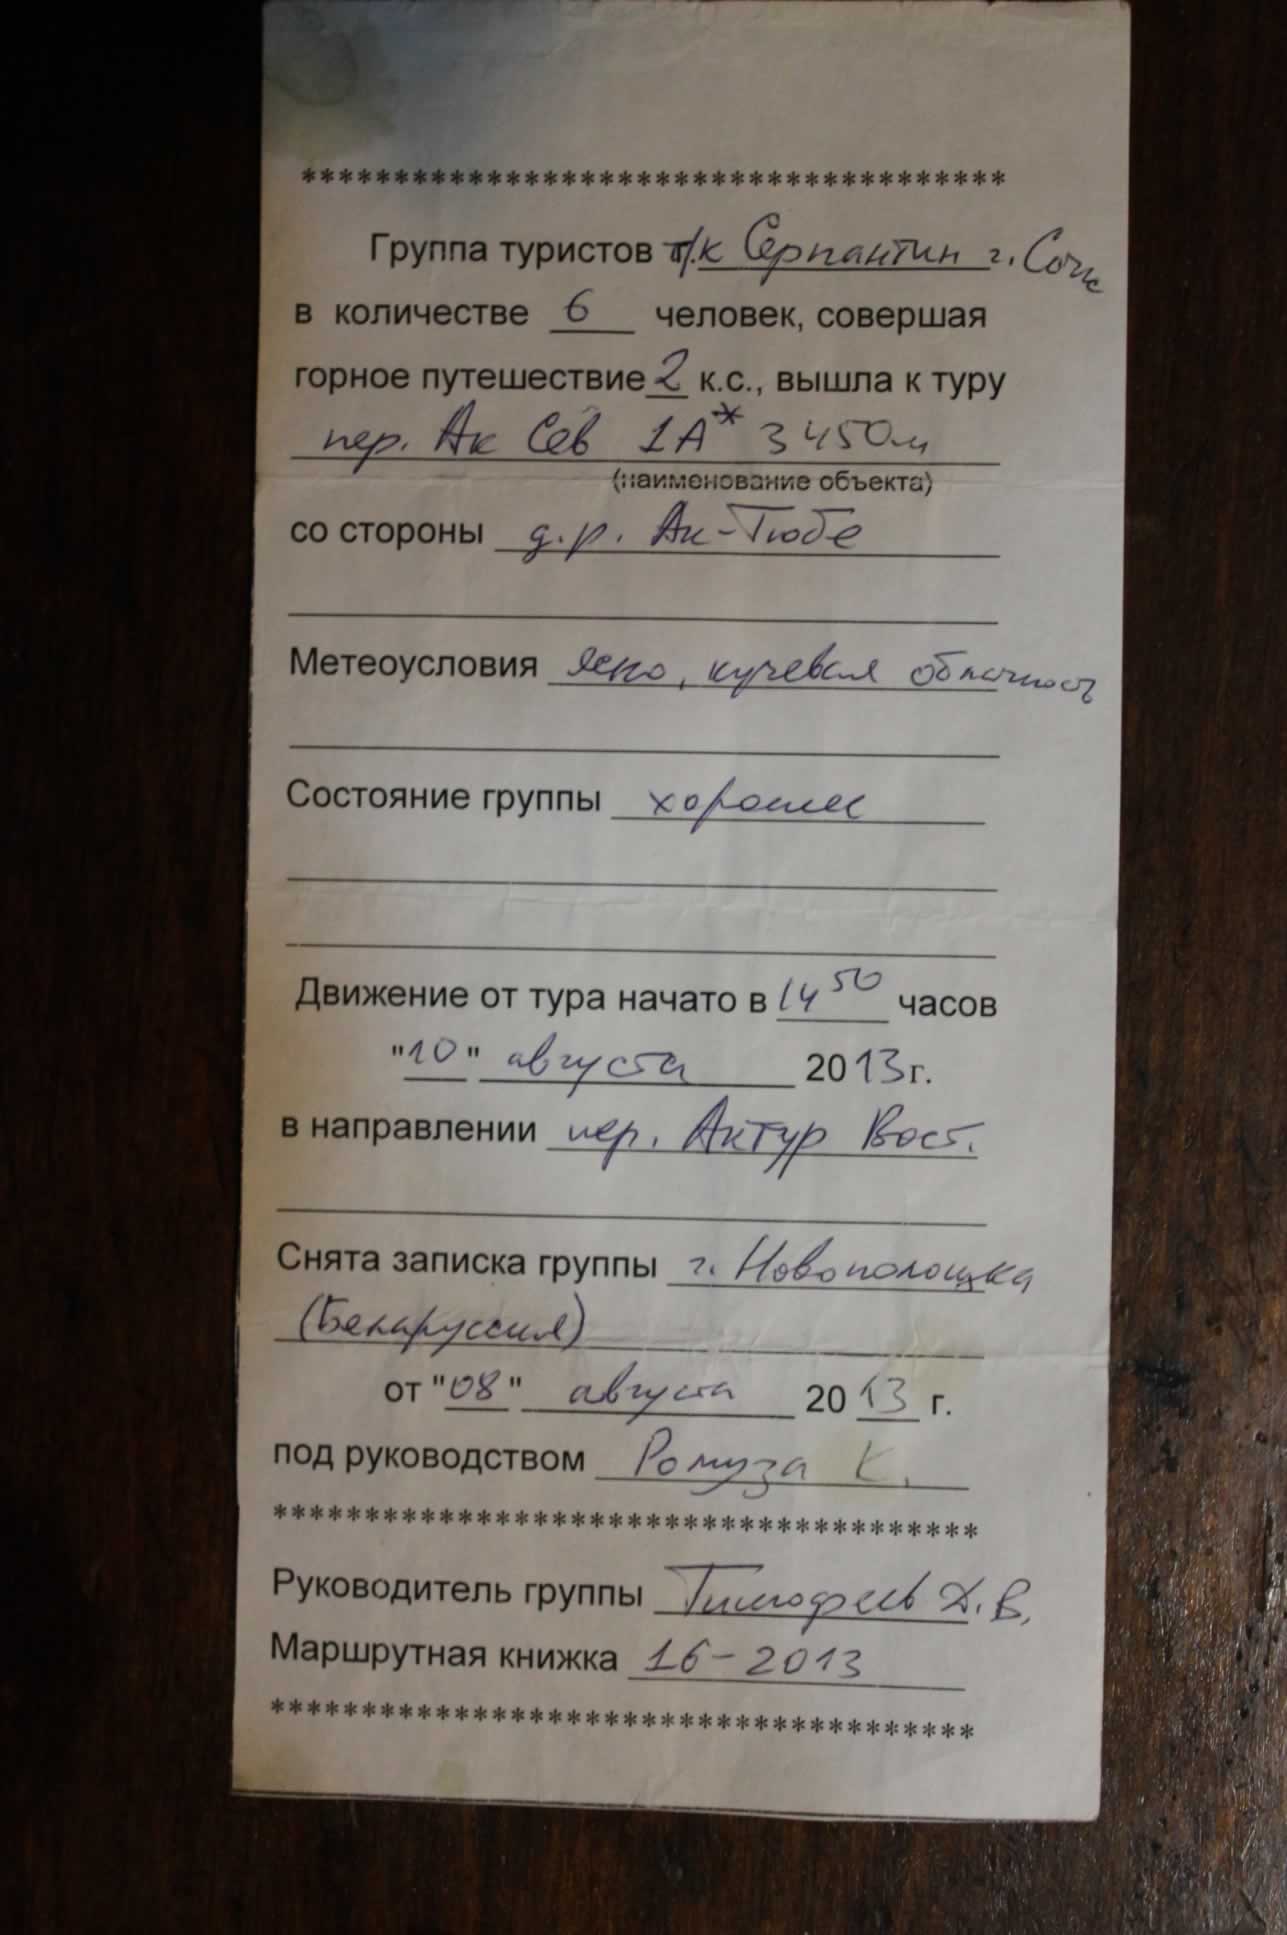 **************************************
Группа туристов т/к Серпантин г. Сочи
в количестве 6 человек, совершая
горное путешествие 2 к.с., вышла к туру
пер. Ак Сев 1А* 3450м
(наименование объекта)
со стороны д.р. Ак-Тюбе
Метеоусловия ясно, кучевая облачность
Состояние группы хорошее
Движение от тура начато в 14 50 часов
"10" августа 2013г.
в направлении пер. Актур Вост.
Снята записка группы г. Новополоцка
(Беларуссия)
от "08" августа 2013 г.
под руководством Ромуза К.
**************************************
Руководитель группы Тимофеев Д.В.
Маршрутная книжка 16-2013
**************************************